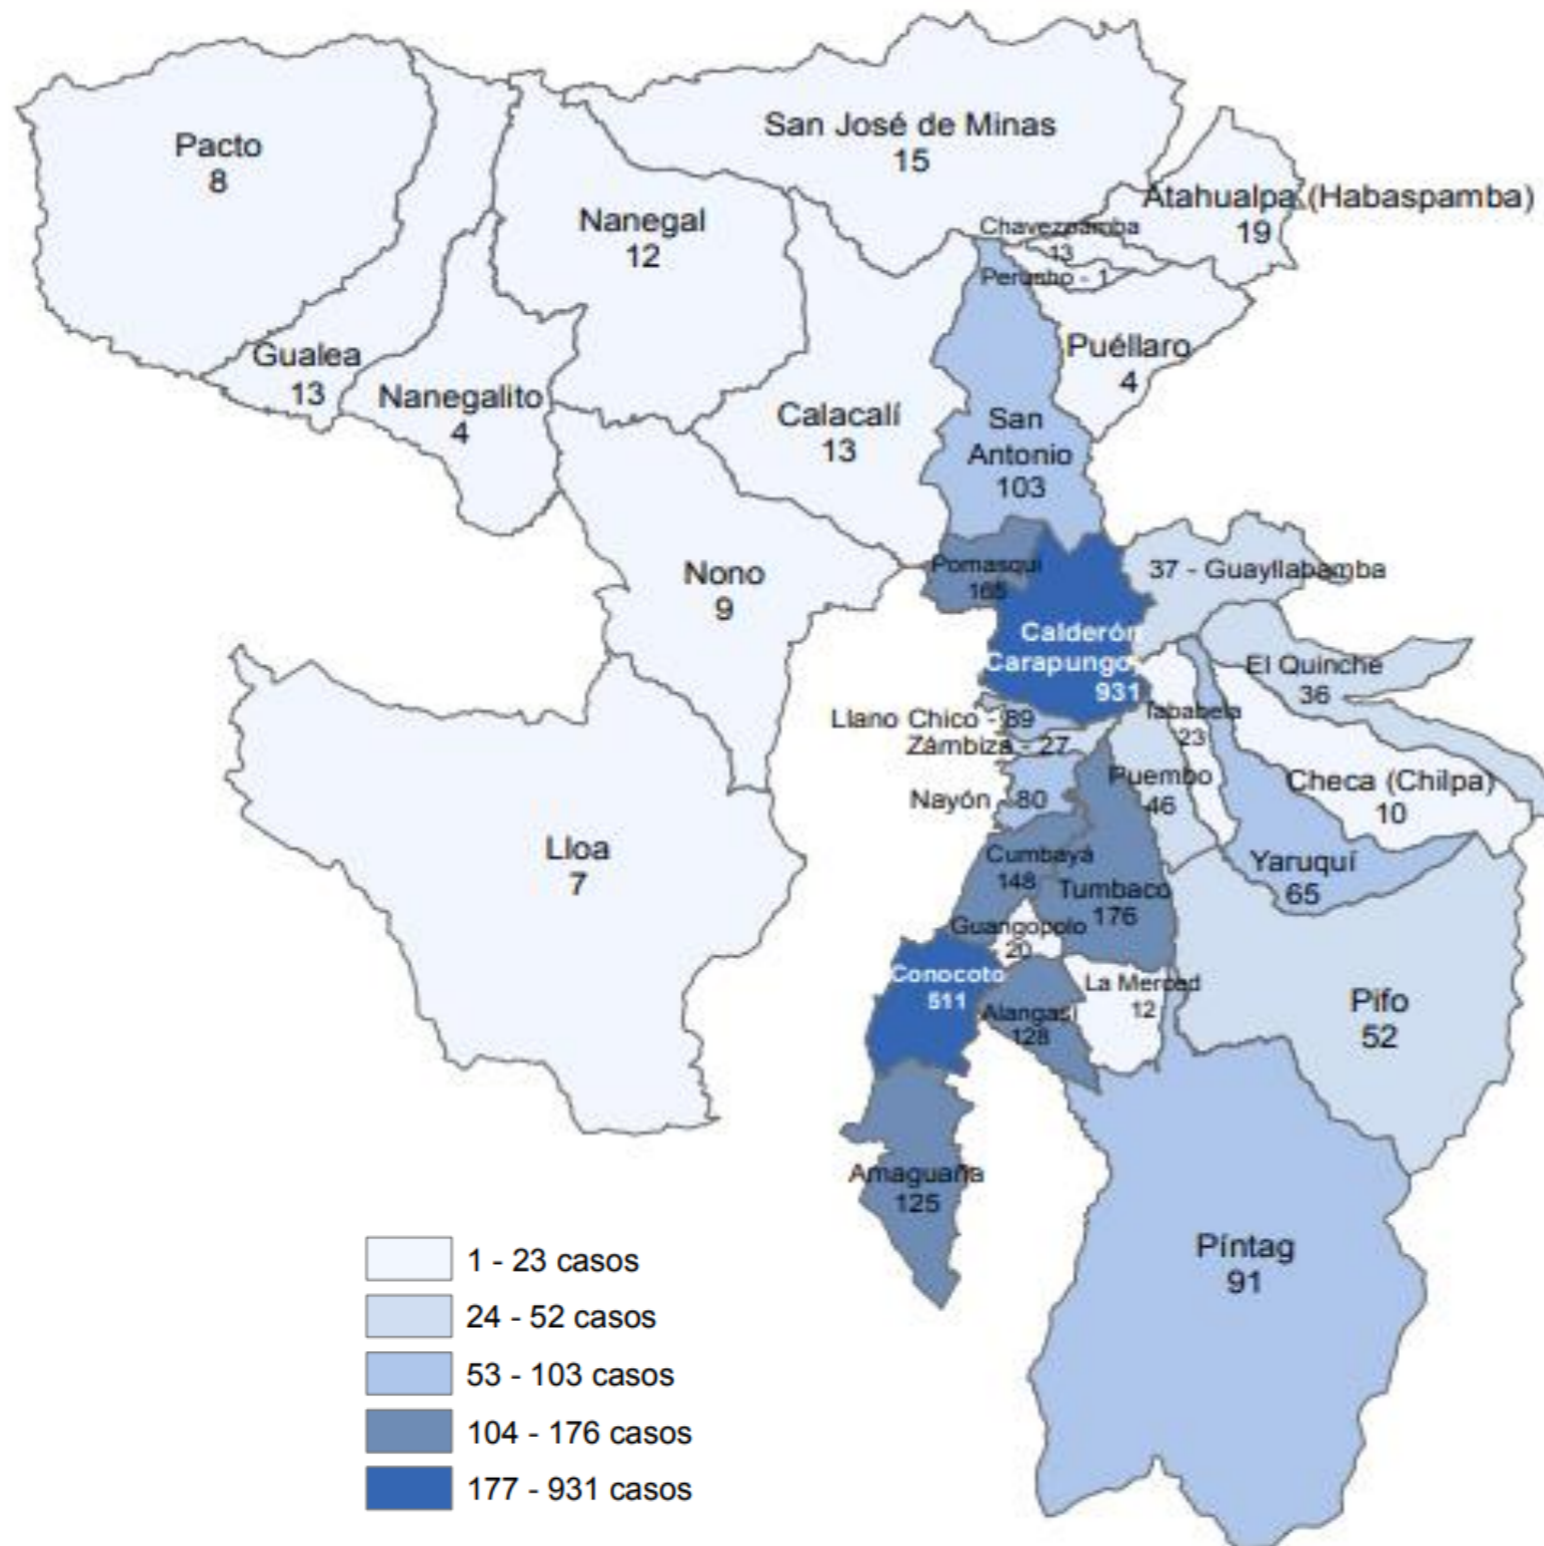 San José de Minas
15
Pacto
8
Atahualpa (Habaspamba)
19
Nanegal
12
Chavezpamba
13
Perusho - 1
Puéllaro
4
Gualea
13
Nanegalito
4
Calacalí
13
San
Antonio
103
Nono
9
Pomasqui
165
37 - Guayllabamba
Calderón
Carapungo
931
El Quinche
36
Llano Chico - 89
Tababela
23
Zámbiza - 27
Puembo
46
Checa (Chilpa)
10
Nayón - 80
Lloa
7
Cumbayá
148
Yaruquí
65
Tumbaco
176
Guangopolo
20
Conocoto
511
La Merced
12
Alangasí
128
Pifo
52
Amaguaña
125
Píntag
91
1 - 23 casos
24 - 52 casos
53 - 103 casos
104 - 176 casos
177 - 931 casos